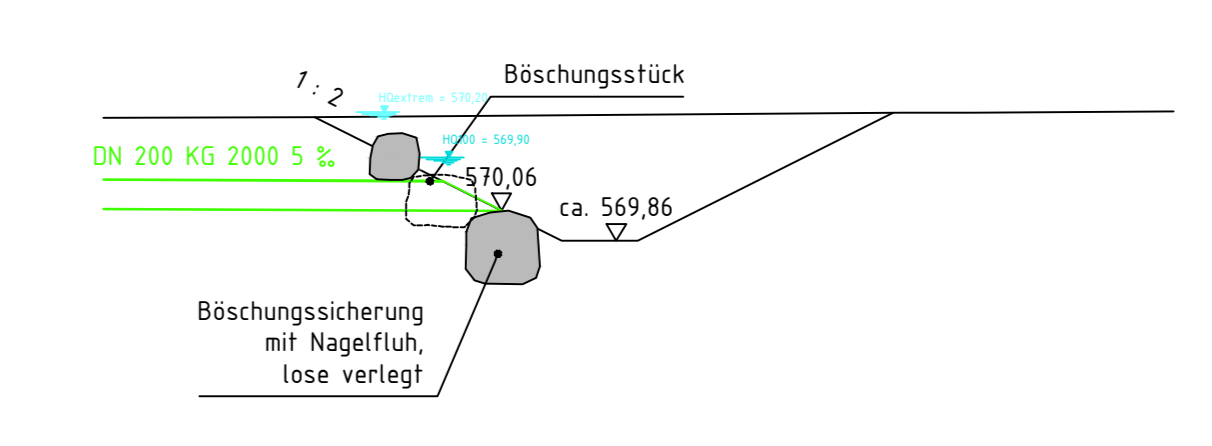 Böschungsstück
1 : 2
HQextrem. = 570,20
HQ100 = 569,90
DN 200 KG 2000 5 ‰
570,06
ca. 569,86
Böschungssicherung
mit Nagelfluh,
lose verlegt